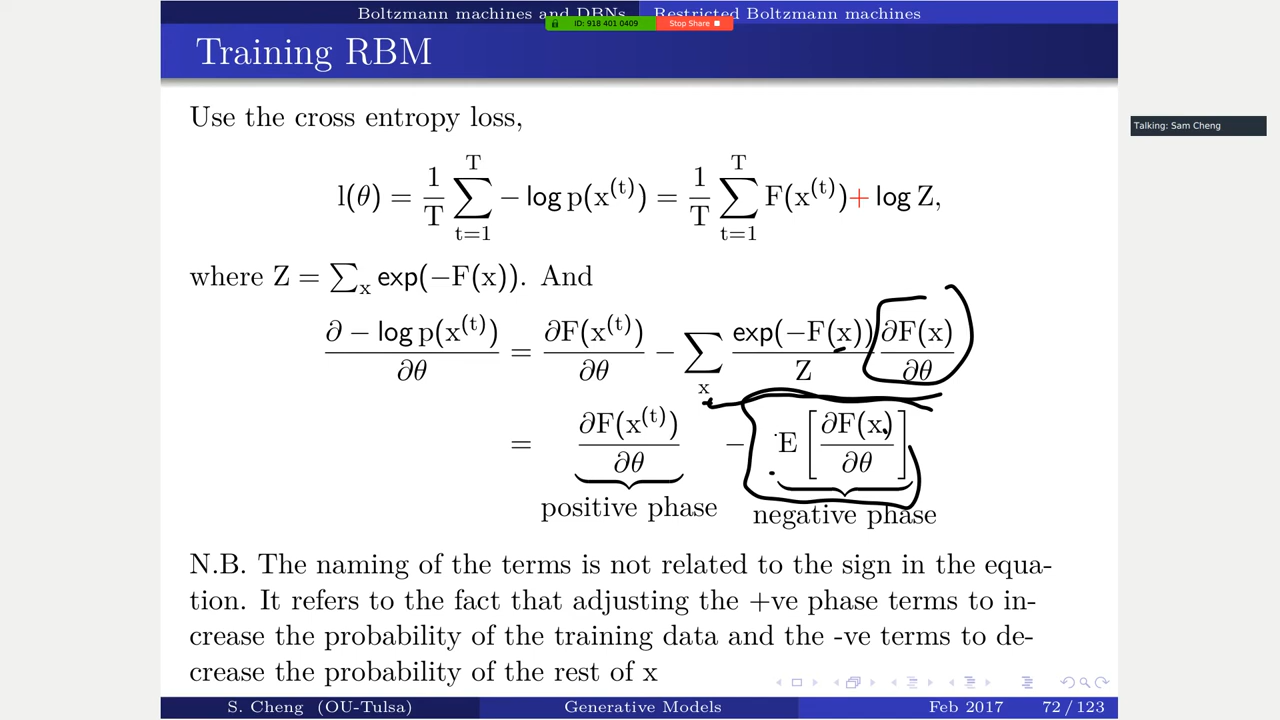 Boltzmann machines and DBNs Restricted Boltzmann machines
ID: 918 401 0409 Stop Share
Training RBM
Talking: Sam Cheng
Use the cross entropy loss,
l(θ) = 1/T ∑_{t=1}^{T} − log p(x^(t)) = 1/T ∑_{t=1}^{T} F(x^(t)) + log Z,
where Z = ∑_x exp(−F(x)). And
∂ − log p(x^(t)) / ∂θ = ∂F(x^(t)) / ∂θ − ∑_x exp(−F(x)) / Z ∂F(x) / ∂θ
= ∂F(x^(t)) / ∂θ − E [ ∂F(x) / ∂θ ]
positive phase negative phase
N.B. The naming of the terms is not related to the sign in the equa-
tion. It refers to the fact that adjusting the +ve phase terms to in-
crease the probability of the training data and the -ve terms to de-
crease the probability of the rest of x
S. Cheng (OU-Tulsa) Generative Models Feb 2017 72 / 123